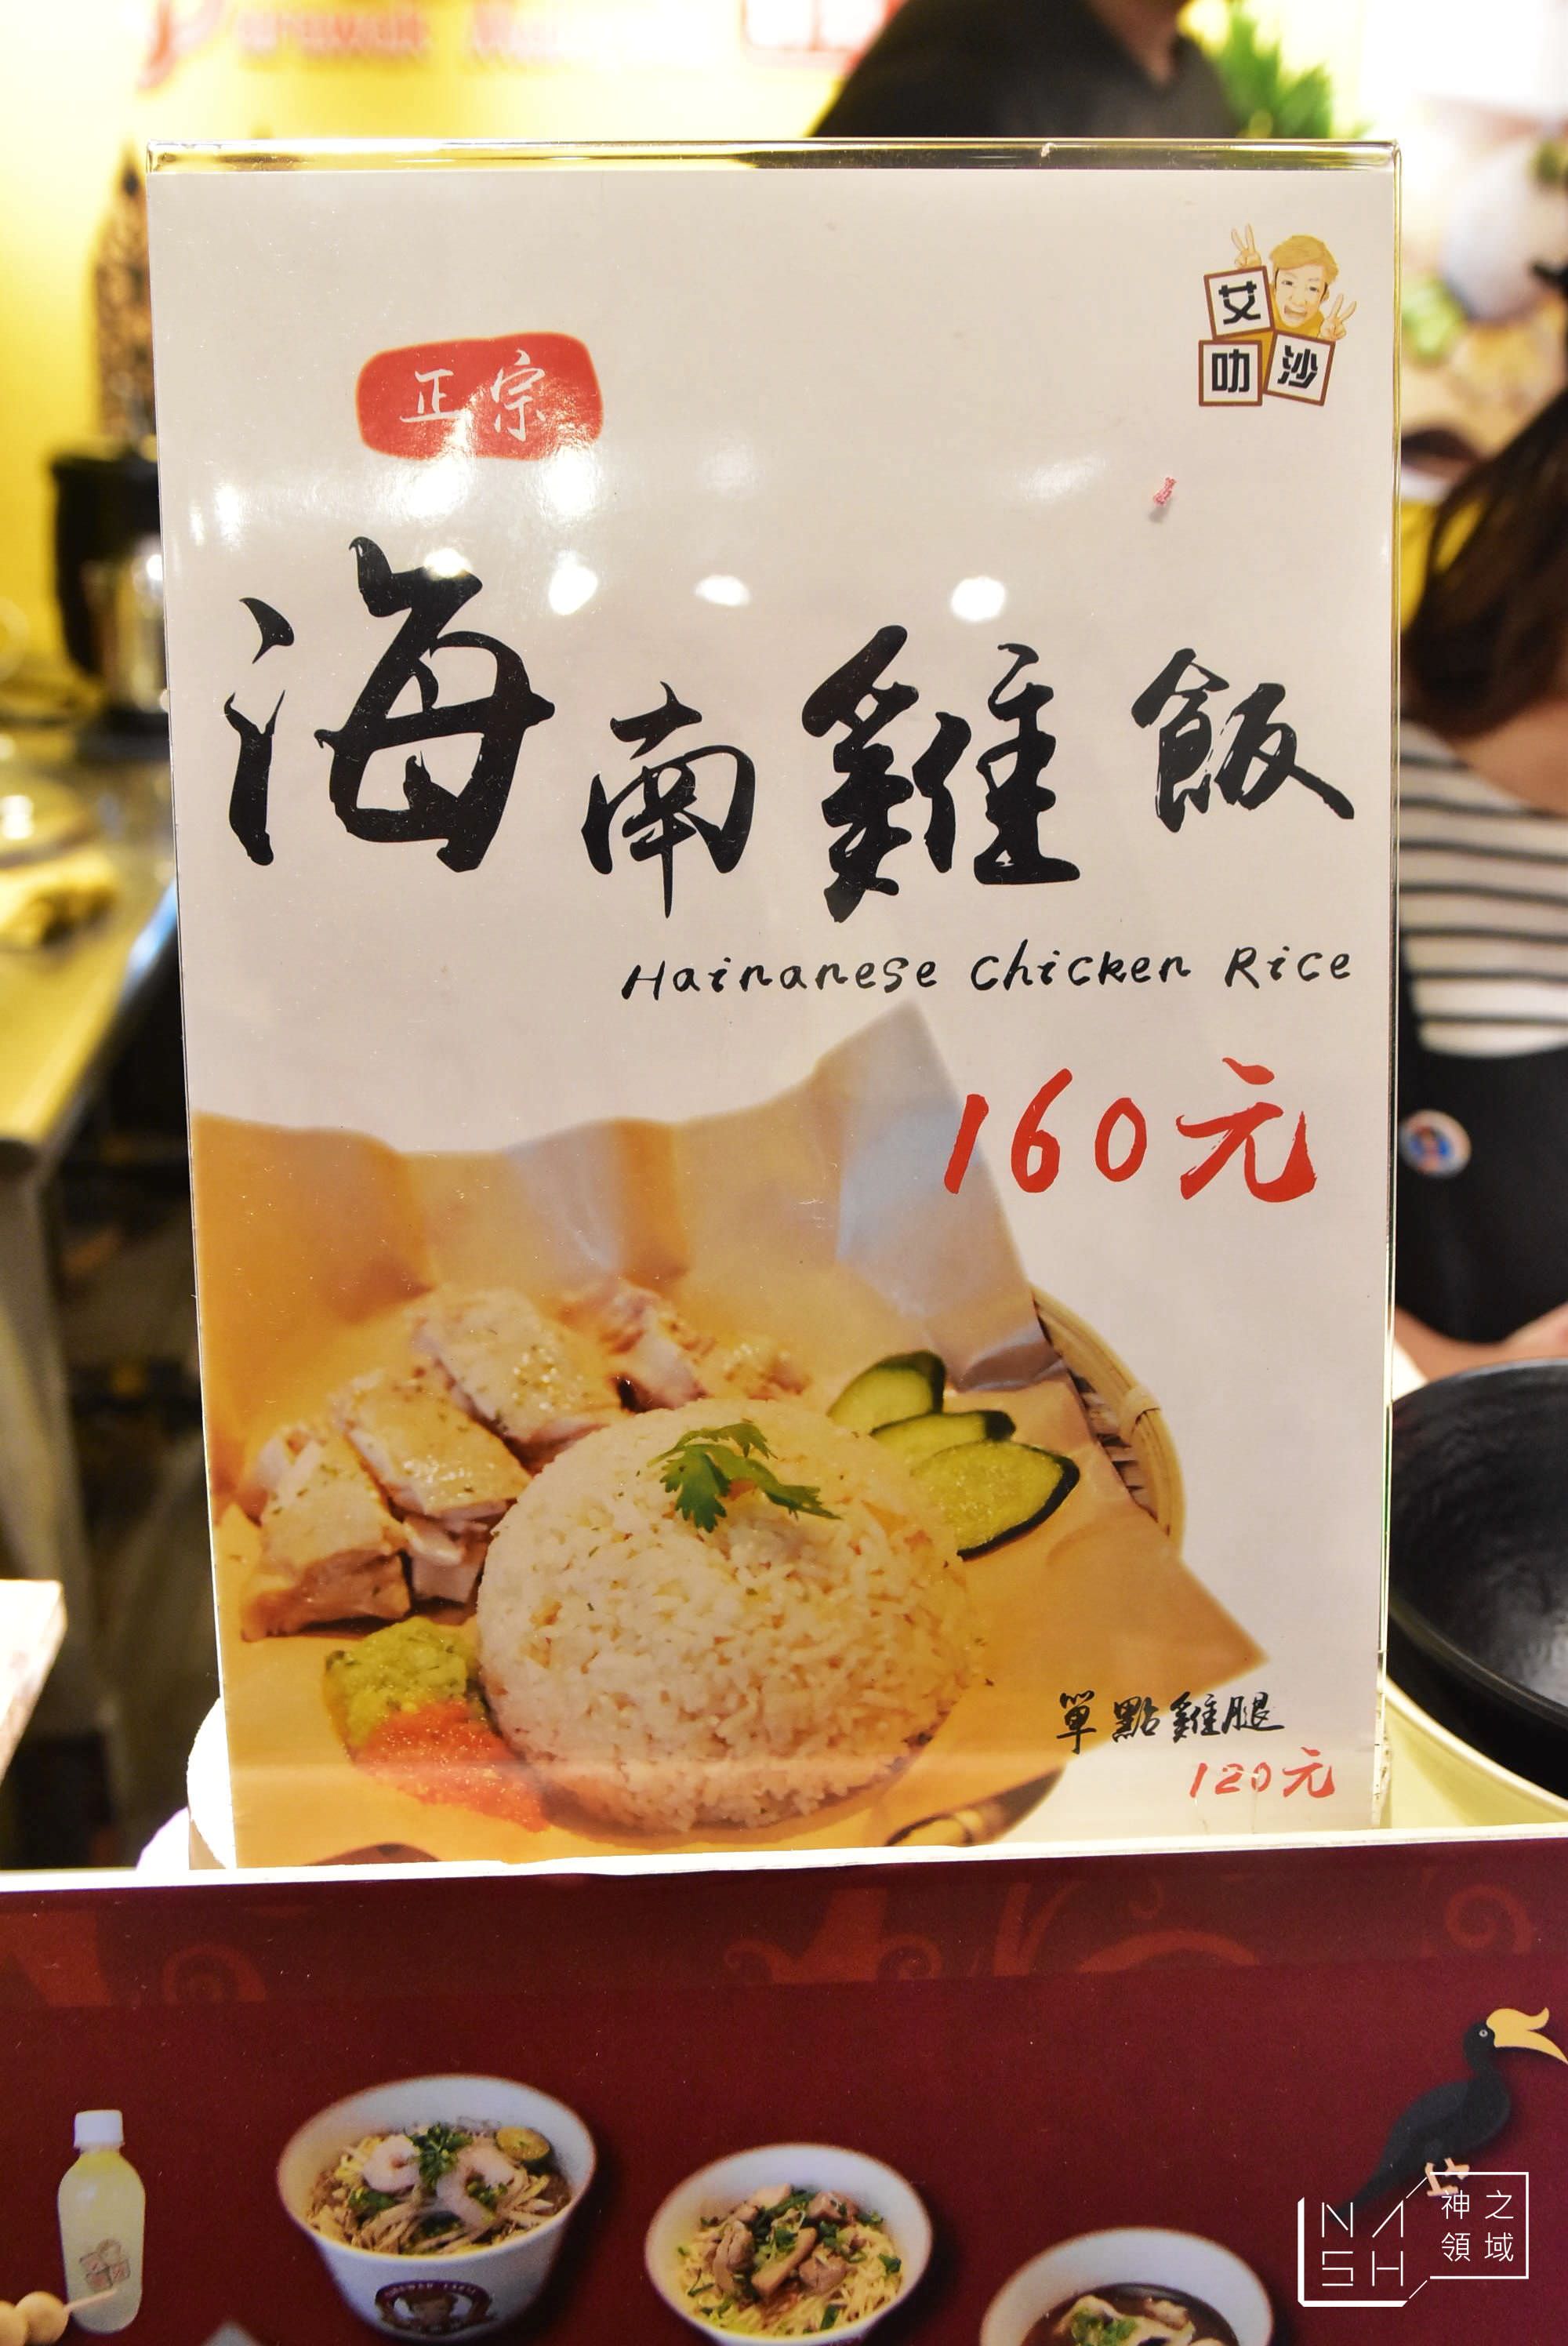 艾
叻沙
正宗
海南雞飯
Hainanese Chicken Rice
160元
單點雞腿
120元
NASH
神之領域